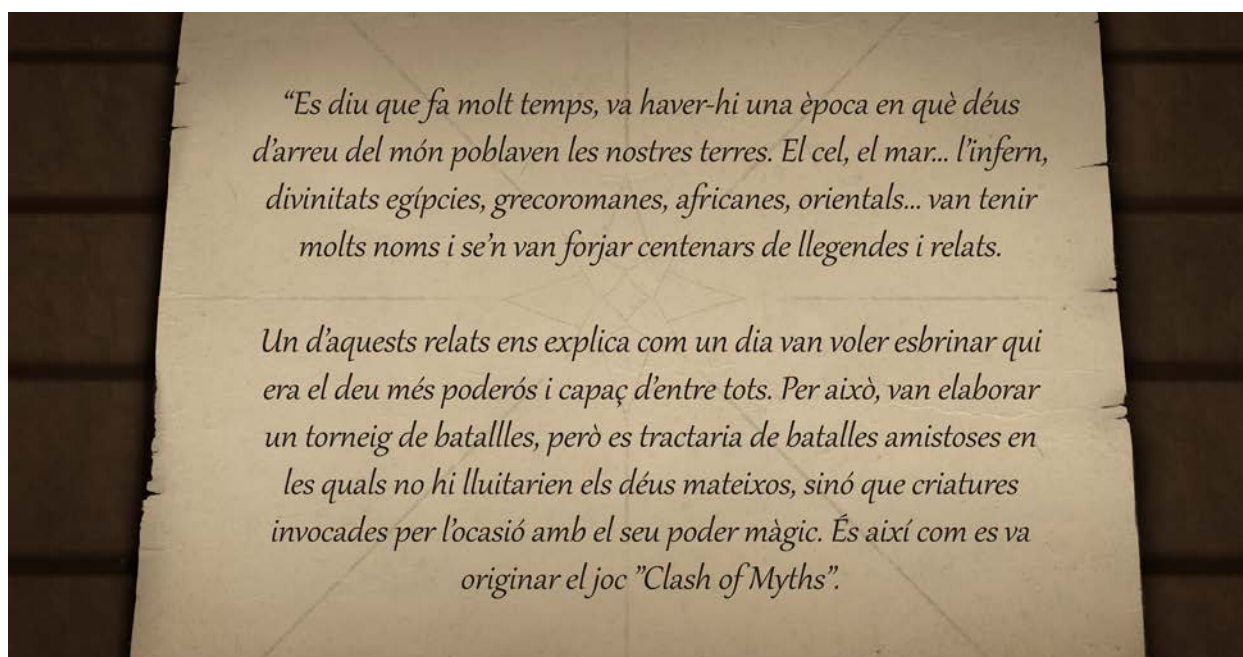 “Es diu que fa molt temps, va haver-hi una època en què déus
d'arreu del món poblaven les nostres terres. El cel, el mar... l'infern,
divinitats egípcies, grecoromanes, africanes, orientals... van tenir
molts noms i se'n van forjar centenars de llegendes i relats.
Un d'aquests relats ens explica com un dia van voler esbrinar qui
era el deu més poderós i capaç d'entre tots. Per això, van elaborar
un torneig de batallles, però es tractaria de batalles amistoses en
les quals no hi lluitarien els déus mateixos, sinó que criatures
invocades per l'ocasió amb el seu poder màgic. És així com es va
originar el joc ”Clash of Myths”.